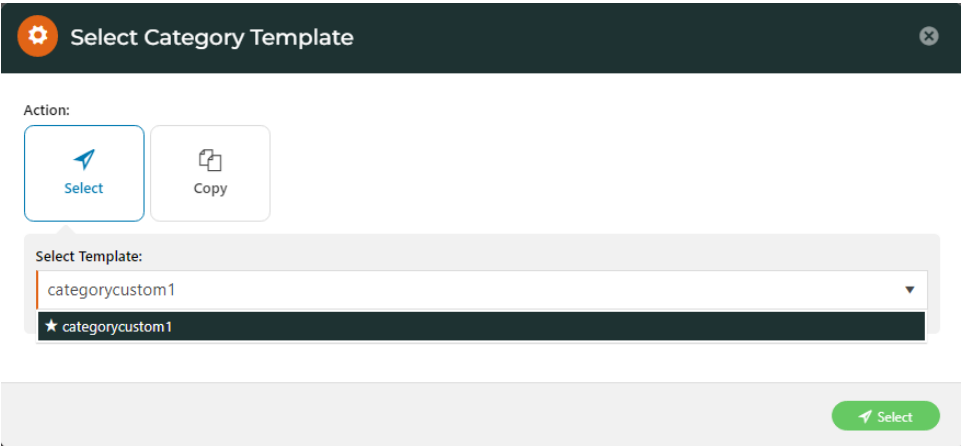 Select Category Template
Action:
Select
Copy
Select Template:
categorycustom1
★ categorycustom1
Select